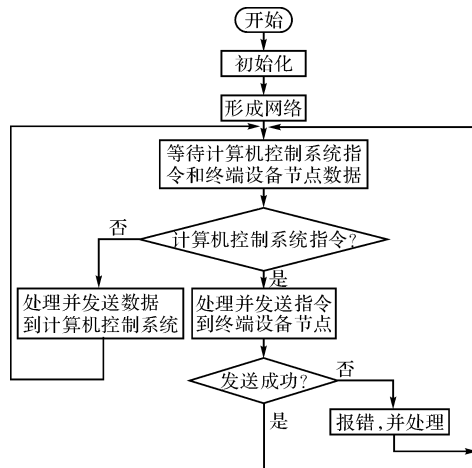 开始
初始化
形成网络
等待计算机控制系统指
令和终端设备节点数据
计算机控制系统指令?
否
是
处理并发送数据
到计算机控制系统
处理并发送指令
到终端设备节点
发送成功?
否
是
报错,并处理